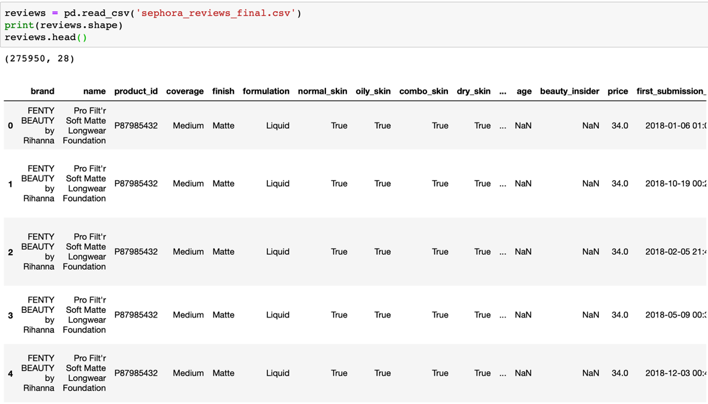 reviews = pd.read_csv('sephora_reviews_final.csv')
print(reviews.shape)
reviews.head()
(275950, 28)
brand name product_id coverage finish formulation normal_skin oily_skin combo_skin dry_skin ... age beauty_insider price first_submission_
FENTY Pro Filt'r
BEAUTY Soft Matte
0 P87985432 Medium Matte Liquid True True True True ... NaN NaN 34.0 2018-01-06 01:0
by Longwear
Rihanna Foundation
FENTY Pro Filt'r
BEAUTY Soft Matte
1 P87985432 Medium Matte Liquid True True True True ... NaN NaN 34.0 2018-10-19 00:2
by Longwear
Rihanna Foundation
FENTY Pro Filt'r
BEAUTY Soft Matte
2 P87985432 Medium Matte Liquid True True True True ... NaN NaN 34.0 2018-02-05 21:4
by Longwear
Rihanna Foundation
FENTY Pro Filt'r
BEAUTY Soft Matte
3 P87985432 Medium Matte Liquid True True True True ... NaN NaN 34.0 2018-05-09 00:
by Longwear
Rihanna Foundation
FENTY Pro Filt'r
BEAUTY Soft Matte
4 P87985432 Medium Matte Liquid True True True True ... NaN NaN 34.0 2018-12-03 00:4
by Longwear
Rihanna Foundation